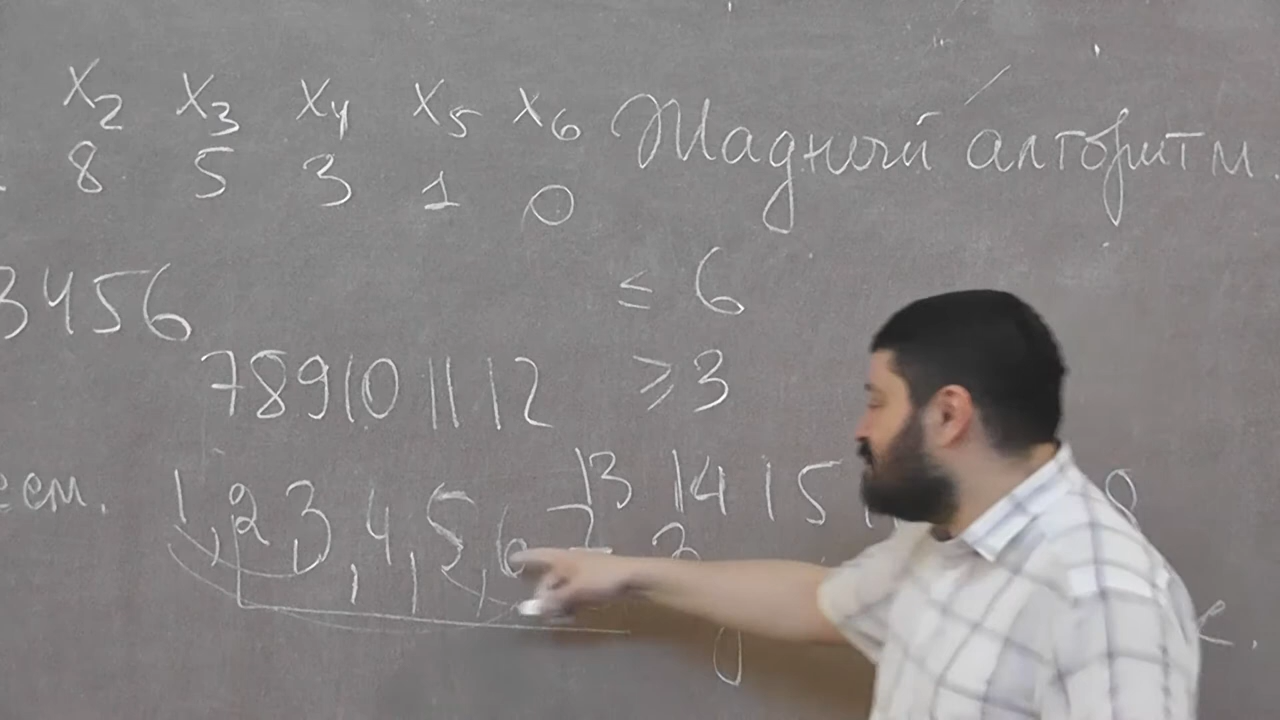 x₂ x₃ x₄ x₅ x₆ Жадный алгоритм.
8 5 3 1 0
3456 ≤ 6
789101112 ≥ 3
13 14 15
1, 2, 3, 4, 5, 6 7